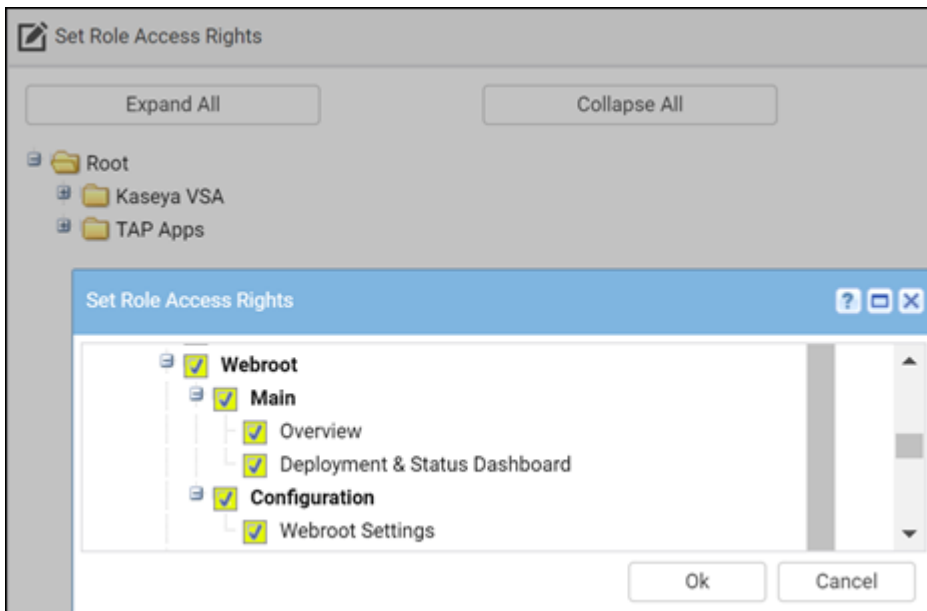 Set Role Access Rights
Expand All
Collapse All
Root
Kaseya VSA
TAP Apps
Set Role Access Rights
?
Webroot
Main
Overview
Deployment & Status Dashboard
Configuration
Webroot Settings
Ok
Cancel